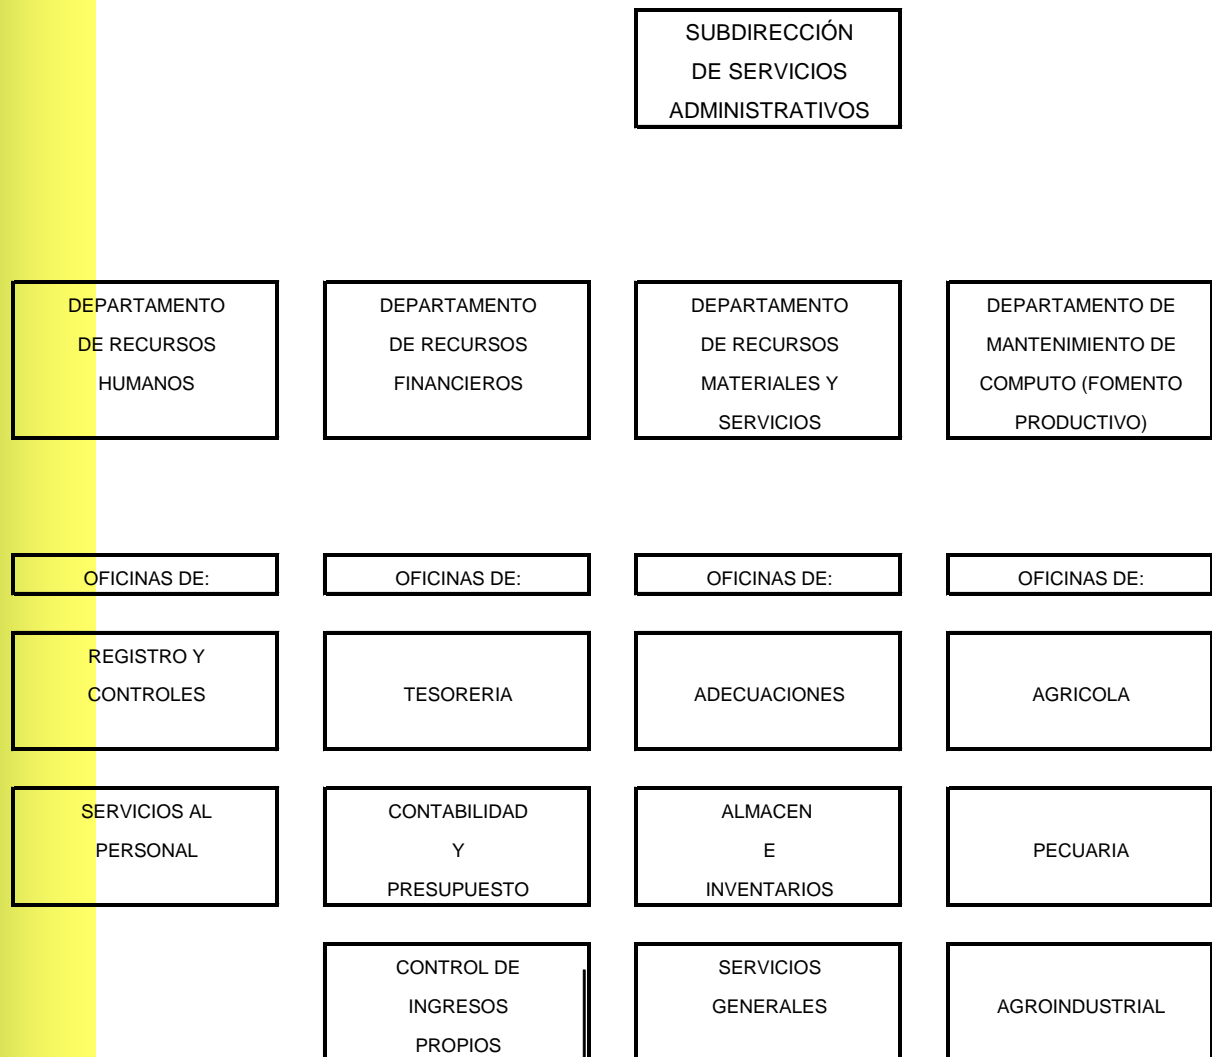 SUBDIRECCIÓN
DE SERVICIOS
ADMINISTRATIVOS
DEPARTAMENTO
DE RECURSOS
HUMANOS
DEPARTAMENTO
DE RECURSOS
FINANCIEROS
DEPARTAMENTO
DE RECURSOS
MATERIALES Y
SERVICIOS
DEPARTAMENTO DE
MANTENIMIENTO DE
COMPUTO (FOMENTO
PRODUCTIVO)
OFICINAS DE:
OFICINAS DE:
OFICINAS DE:
OFICINAS DE:
REGISTRO Y
CONTROLES
TESORERIA
ADECUACIONES
AGRICOLA
SERVICIOS AL
PERSONAL
CONTABILIDAD
Y
PRESUPUESTO
ALMACEN
E
INVENTARIOS
PECUARIA
CONTROL DE
INGRESOS
PROPIOS
SERVICIOS
GENERALES
AGROINDUSTRIAL